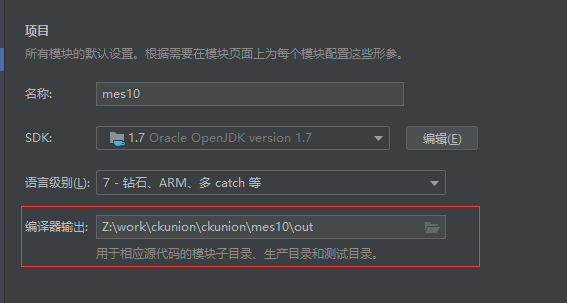 项目
所有模块的默认设置。根据需要在模块页面上为每个模块配置这些形参。
名称: mes10
SDK: 1.7 Oracle OpenJDK version 1.7 编辑(E)
语言级别(L): 7 - 钻石、ARM、多 catch 等
编译器输出: Z:\work\ckunion\ckunion\mes10\out
用于相应源代码的模块子目录、生产目录和测试目录。